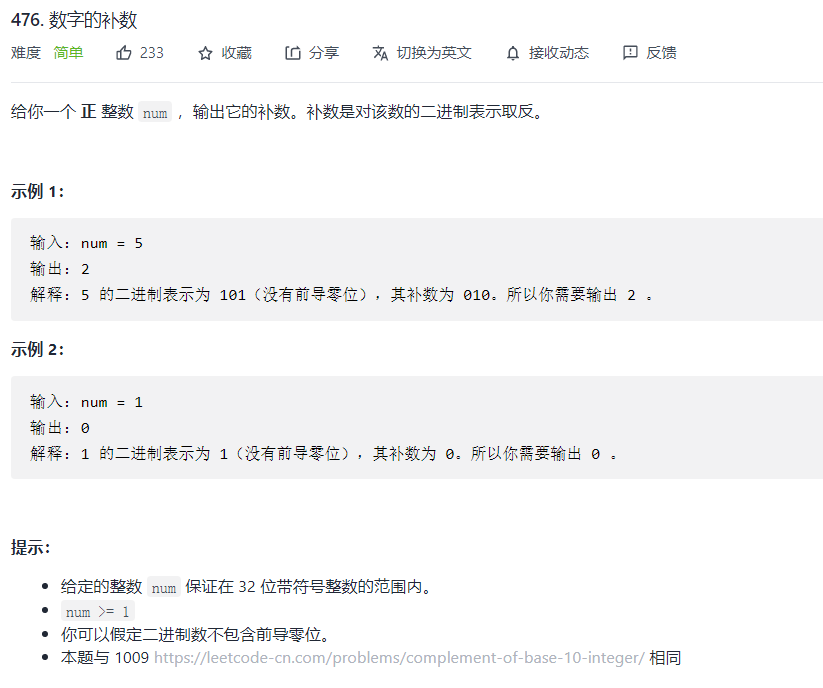 476. 数字的补数
难度 简单 233 收藏 分享 切换为英文 接收动态 反馈
给你一个 正 整数 num ，输出它的补数。补数是对该数的二进制表示取反。
示例 1：
输入：num = 5
输出：2
解释：5 的二进制表示为 101（没有前导零位），其补数为 010。所以你需要输出 2 。
示例 2：
输入：num = 1
输出：0
解释：1 的二进制表示为 1（没有前导零位），其补数为 0。所以你需要输出 0 。
提示：
给定的整数 num 保证在 32 位带符号整数的范围内。
num >= 1
你可以假定二进制数不包含前导零位。
本题与 1009 https://leetcode-cn.com/problems/complement-of-base-10-integer/ 相同